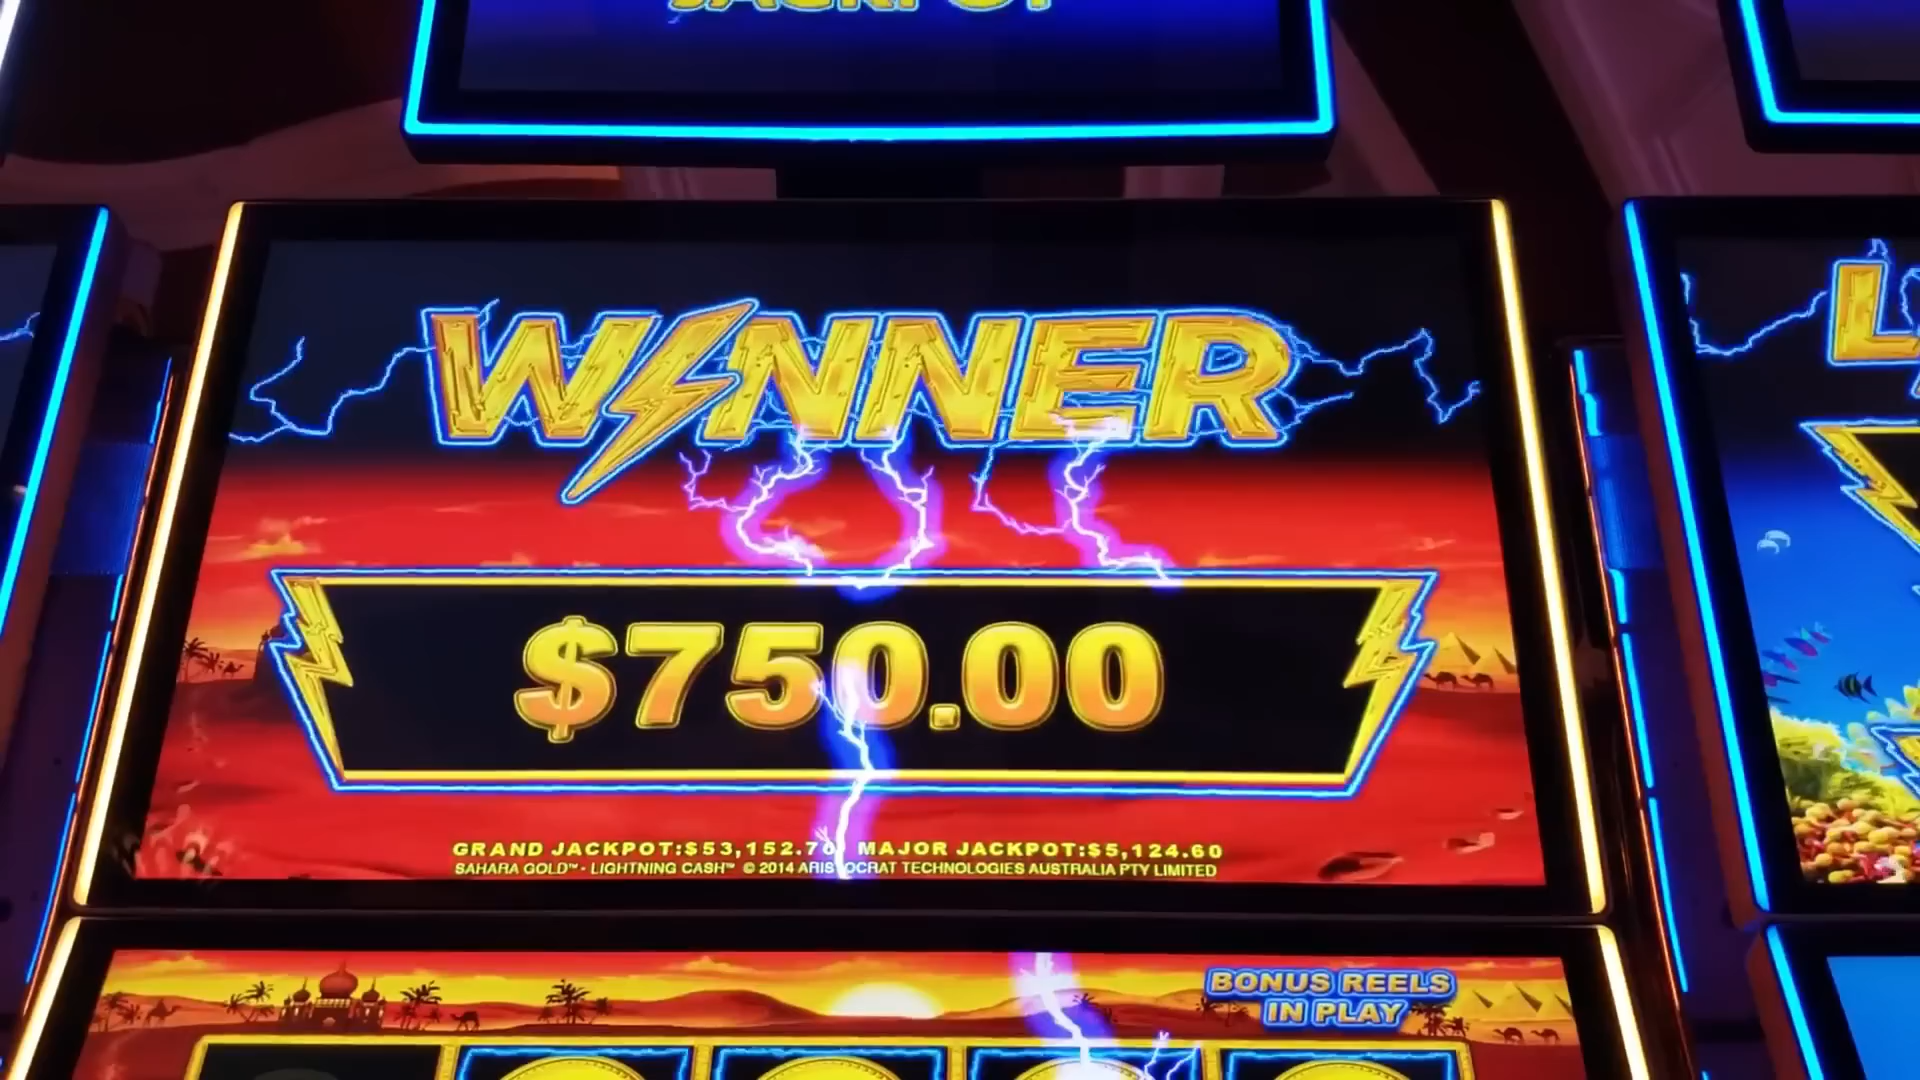 JACKPOT
WINNER
$750.00
GRAND JACKPOT:$53,152.70 MAJOR JACKPOT:$5,124.60
SAHARA GOLD™ - LIGHTNING CASH™ © 2014 ARISTOCRAT TECHNOLOGIES AUSTRALIA PTY LIMITED
BONUS REELS
IN PLAY